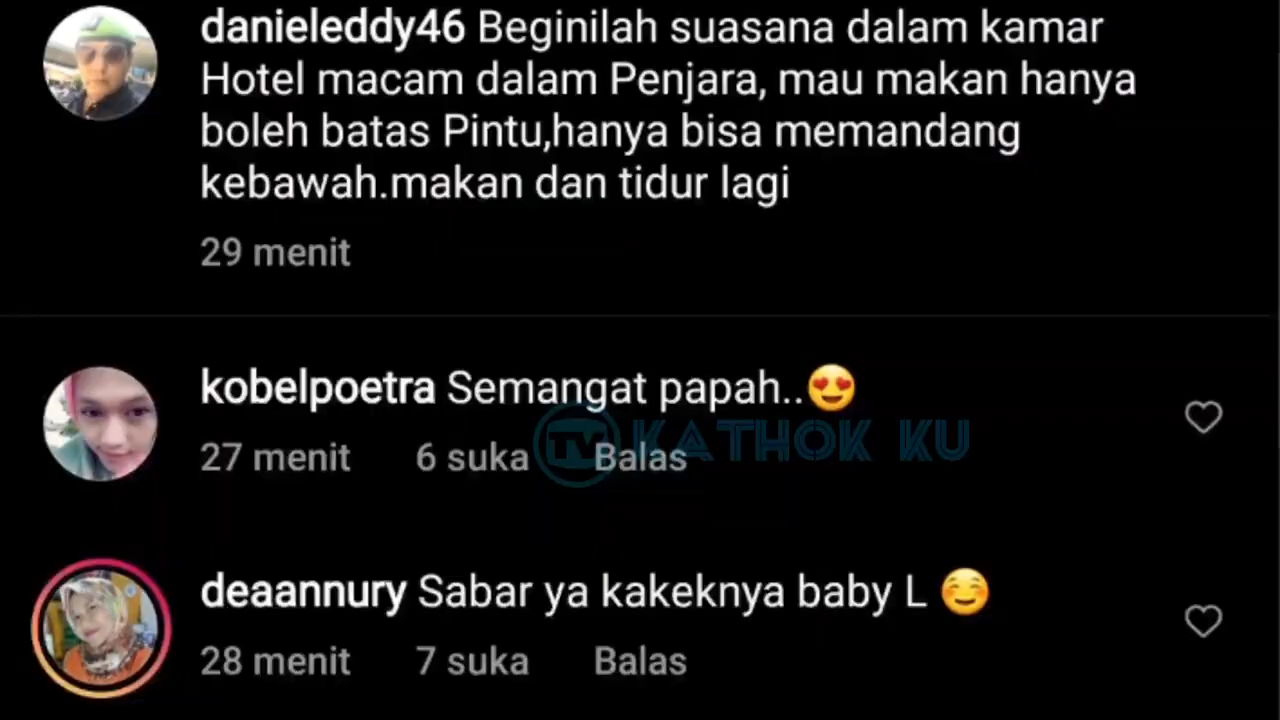 danieleddy46 Beginilah suasana dalam kamar
Hotel macam dalam Penjara, mau makan hanya
boleh batas Pintu,hanya bisa memandang
kebawah.makan dan tidur lagi
29 menit
kobelpoetra Semangat papah..😍
27 menit 6 suka Balas
TV KATHOK KU
deaannury Sabar ya kakeknya baby L ☺️
28 menit 7 suka Balas